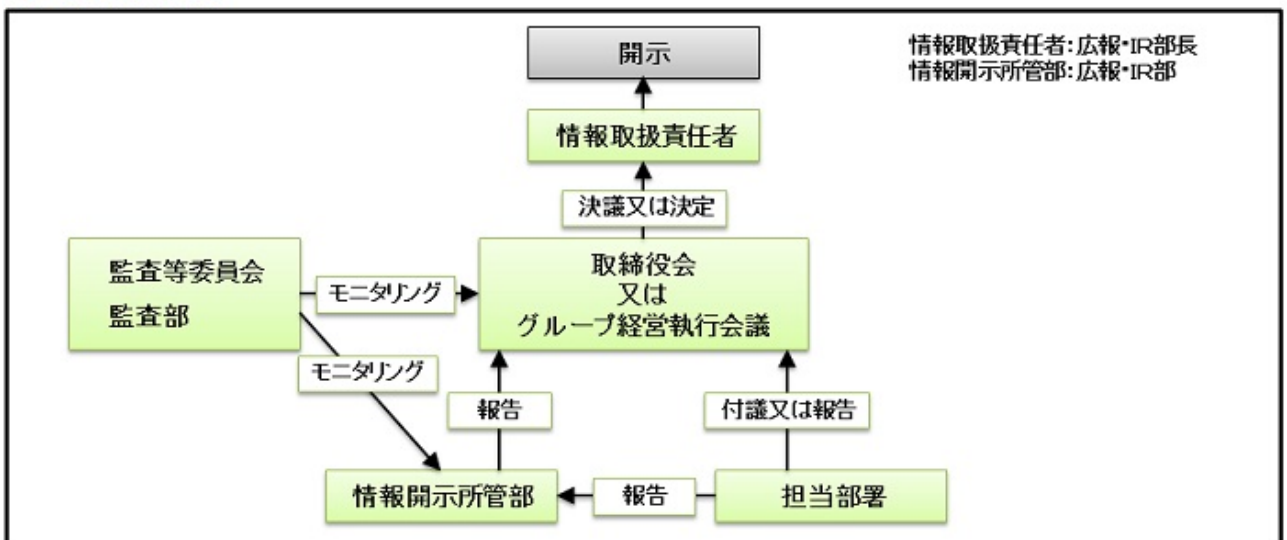 開示
情報取扱責任者:広報・IR部長
情報開示所管部:広報・IR部
情報取扱責任者
決議又は決定
監査等委員会
監査部
モニタリング
取締役会
又は
グループ経営執行会議
モニタリング
報告
付議又は報告
情報開示所管部
報告
担当部署